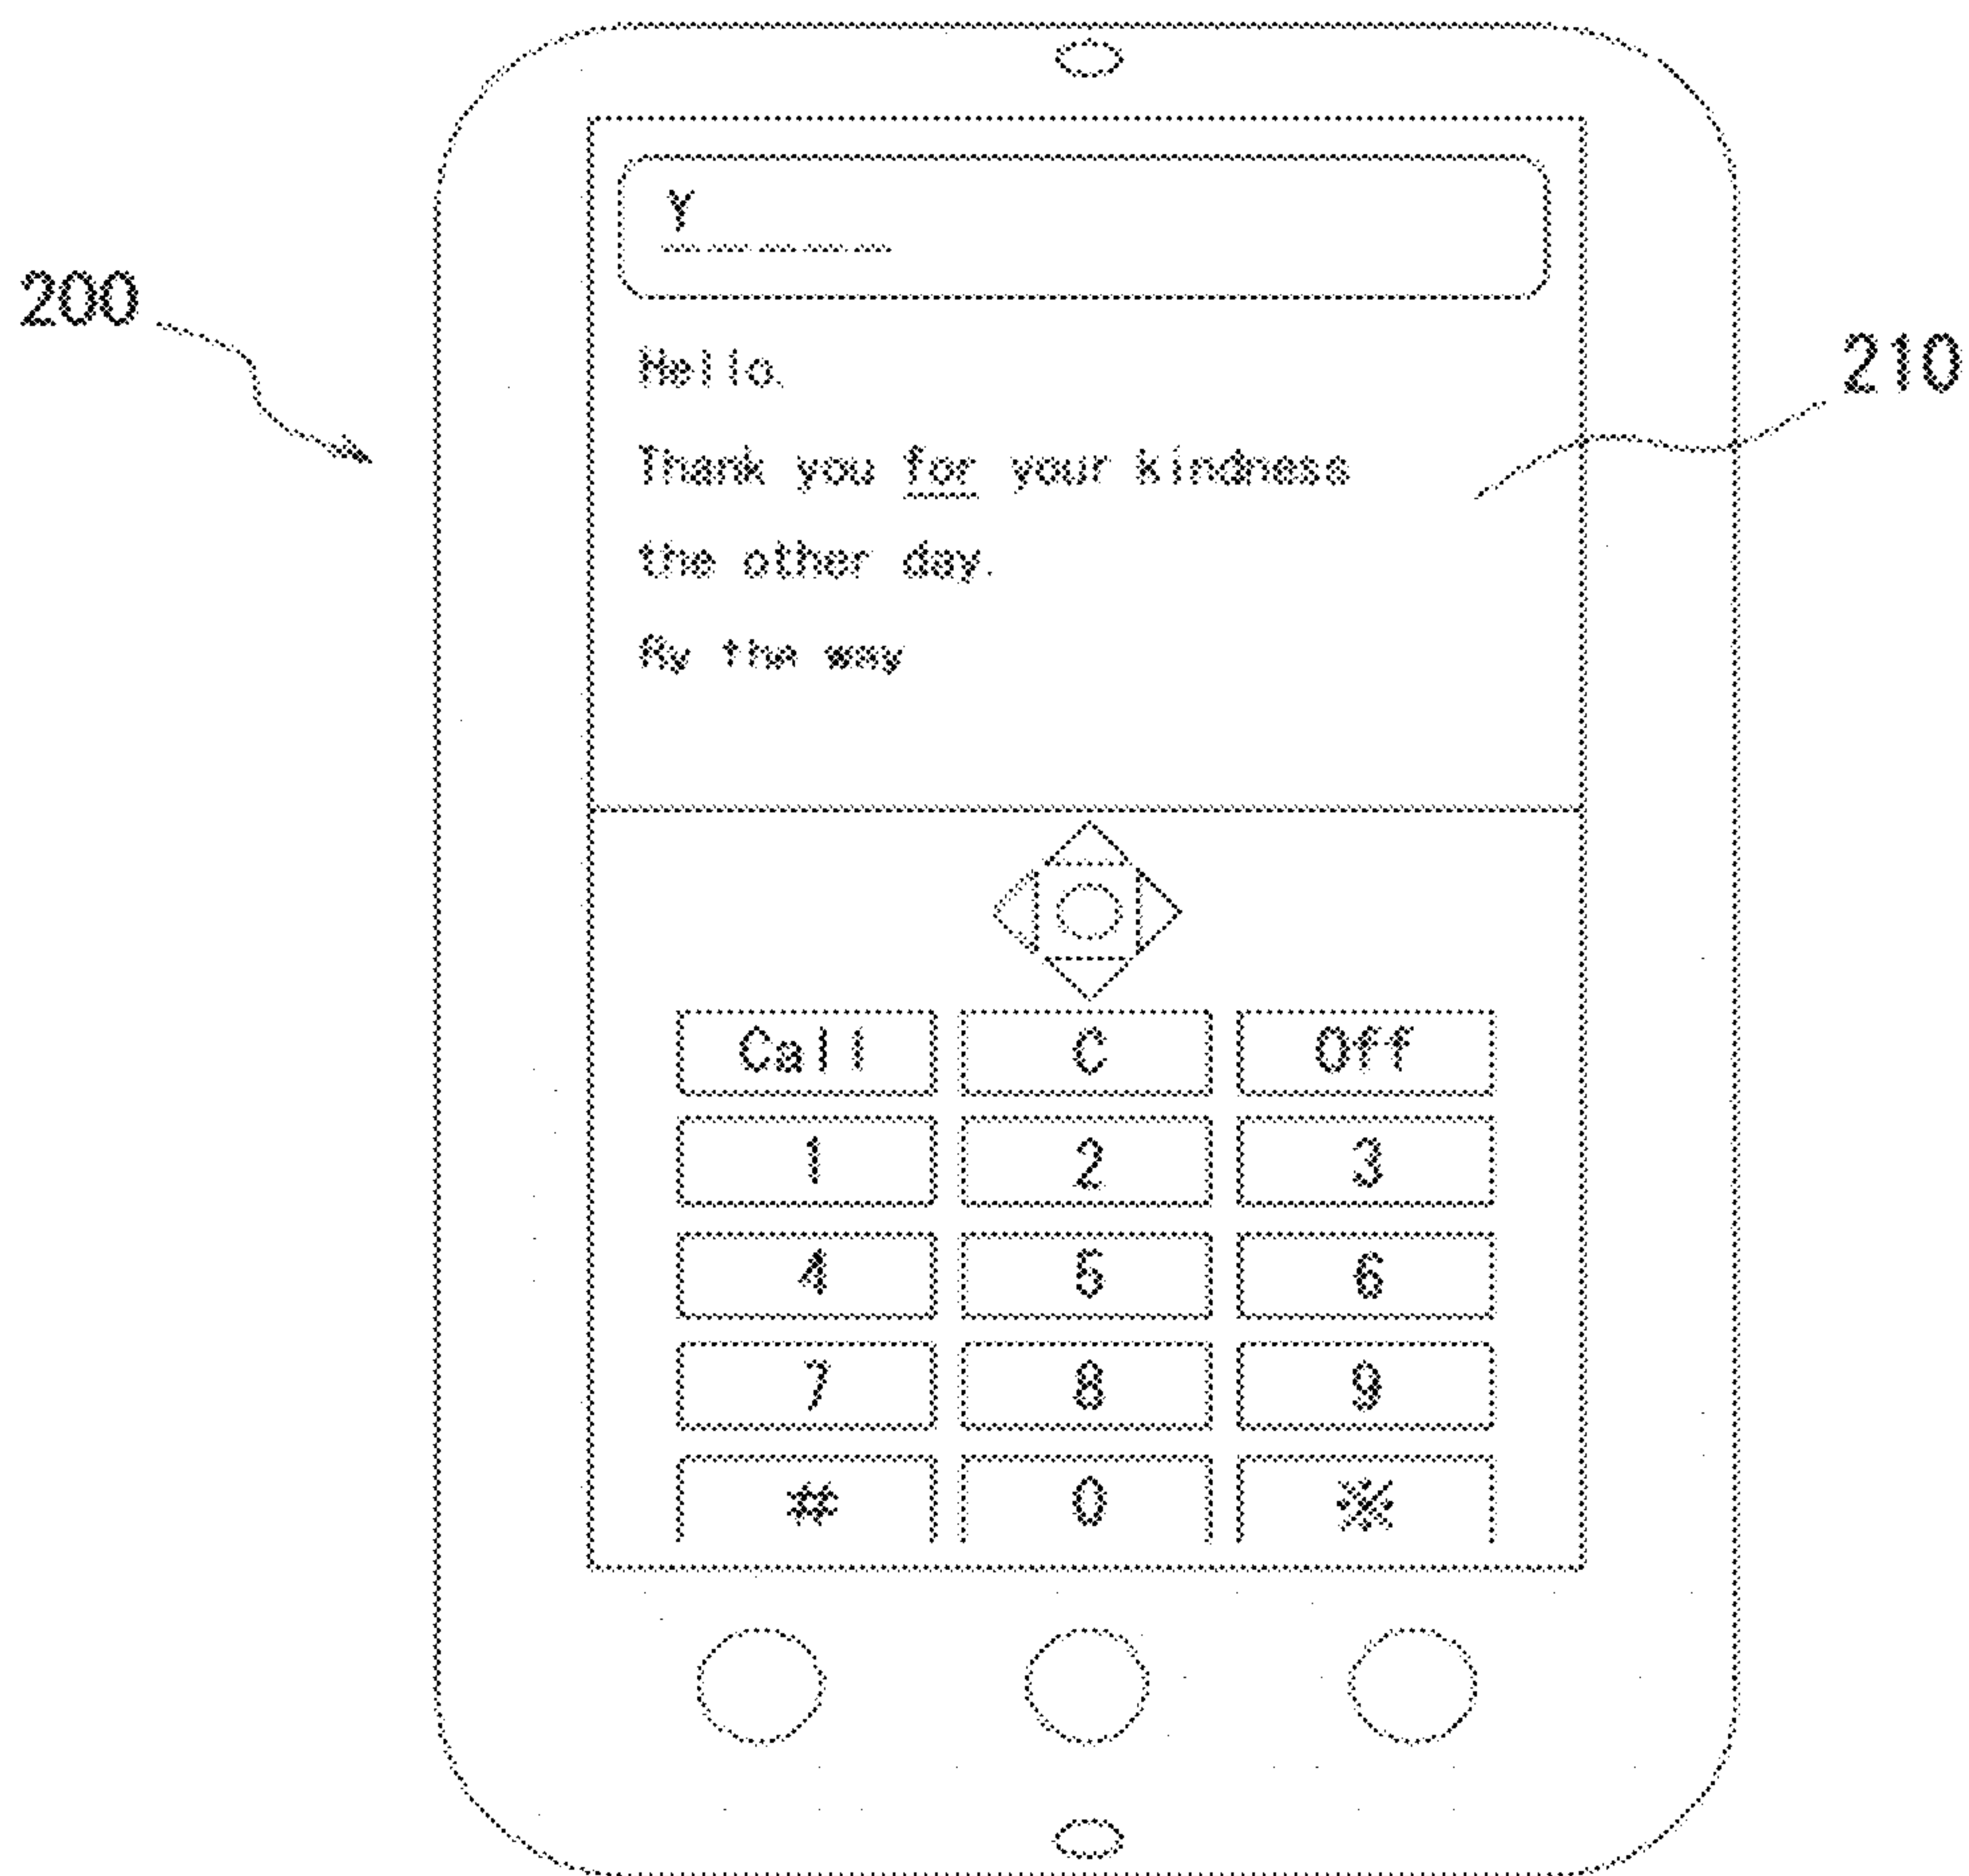 Y
200
210
Hello.
Thank you for your kindness
the other day.
By the way
Call C Off
1 2 3
4 5 6
7 8 9
# 0 ※